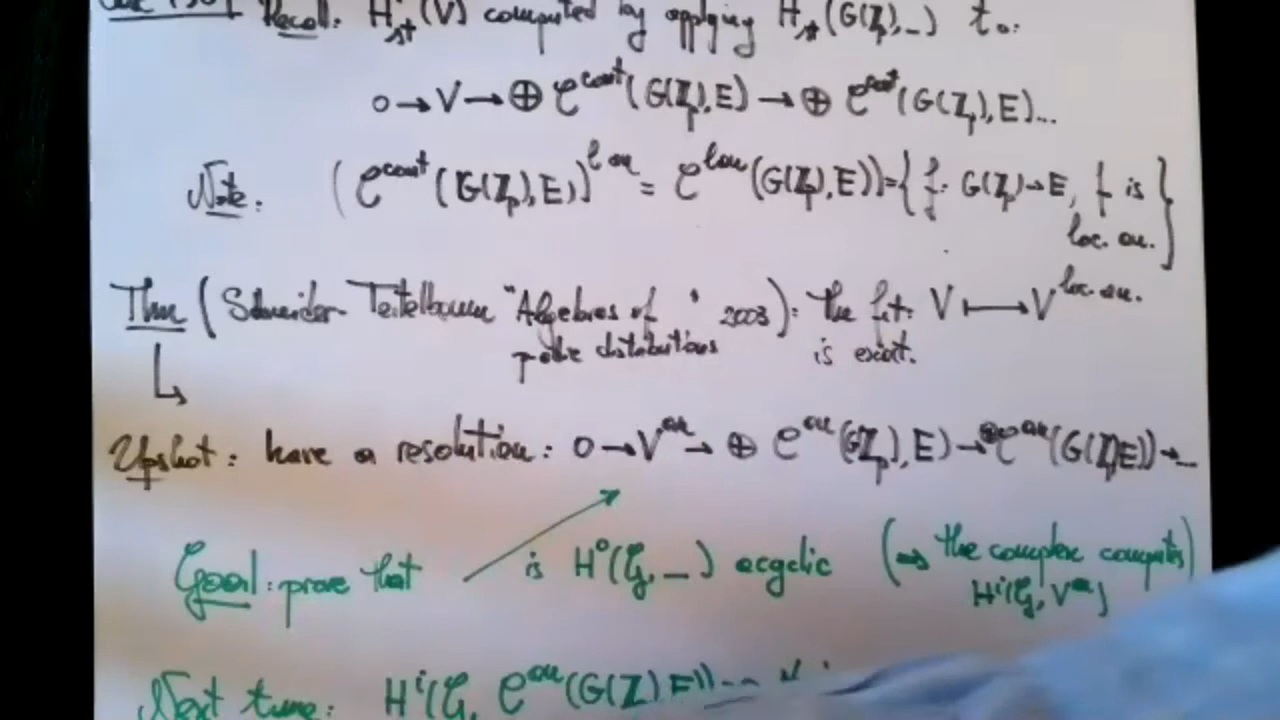 Recall: H_st(V) computed by applying H_st(G(ℤ_p),_) to:
0 → V → ⊕ 𝒞^cont(G(ℤ_p),E) → ⊕ 𝒞^cont(G(ℤ_p),E)...
Note: (𝒞^cont(G(ℤ_p),E))^{l an} = 𝒞^lan(G(ℤ_p),E)) = { f: G(ℤ_p)→E, f is
loc. an. }
Thm (Schneider-Teitelbaum "Algebras of " 2003): the fct. V ⟼ V^loc.an.
p-adic distributions is exact.
↳
Upshot: have a resolution: 0 → V^an → ⊕ 𝒞^an(G(ℤ_p),E) → ⊕𝒞^an(G(ℤ_p)E)) → ...
Goal: prove that ↗ is H^0(𝔤,_) acyclic (⇒ the complex computes)
H^i(𝔤, V^an)
Next time: H^i(𝔤, 𝒞^an(G(ℤ_p),E))